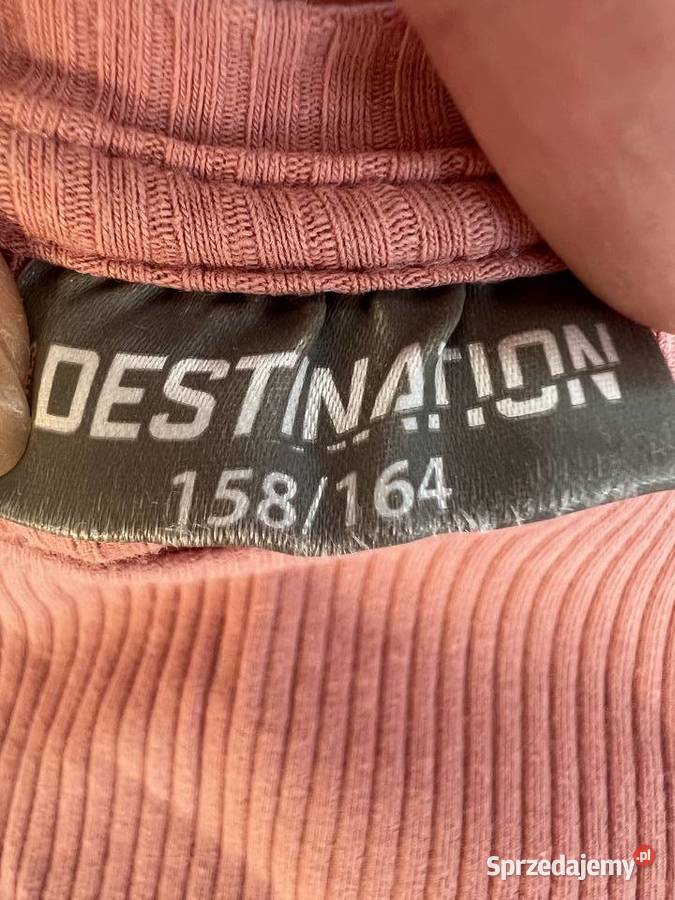 DESTINATION
158/164
Sprzedajemy.pl